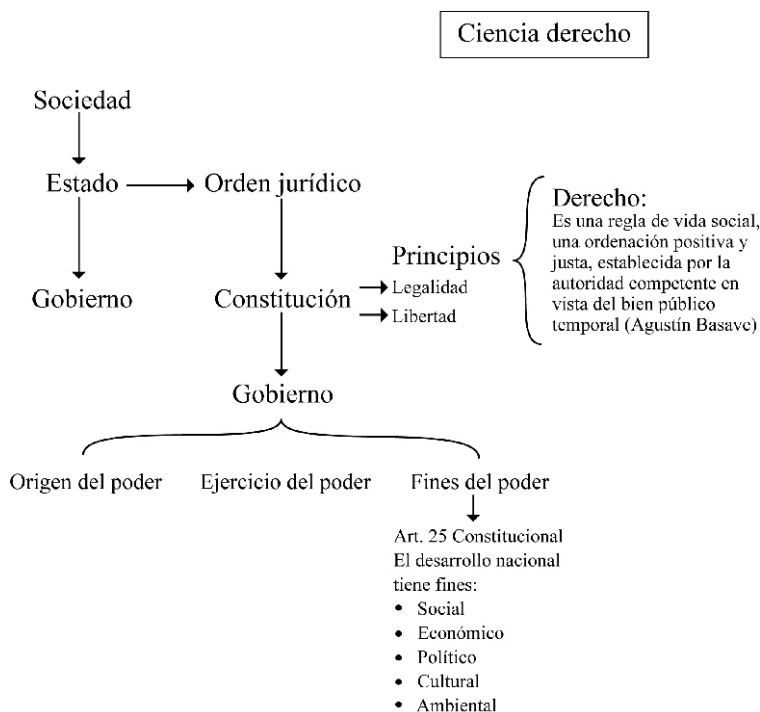 Ciencia derecho
Sociedad
Estado
Orden jurídico
Gobierno
Constitución
Principios
Legalidad
Libertad
Derecho:
Es una regla de vida social,
una ordenación positiva y
justa, establecida por la
autoridad competente en
vista del bien público
temporal (Agustín Basave)
Gobierno
Origen del poder
Ejercicio del poder
Fines del poder
Art. 25 Constitucional
El desarrollo nacional
tiene fines:
• Social
• Económico
• Político
• Cultural
• Ambiental